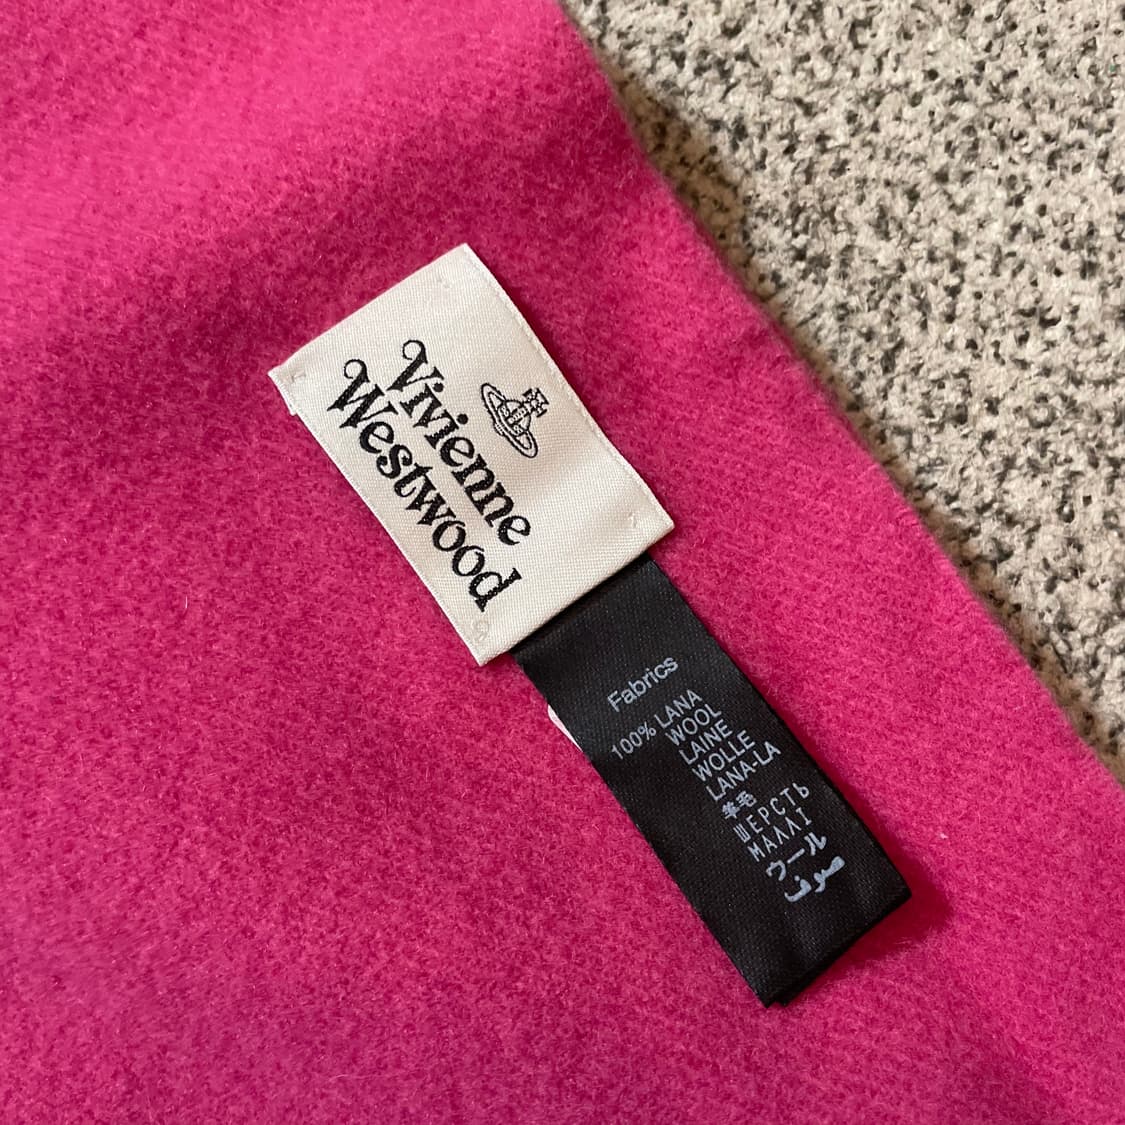 Vivienne
Westwood
Fabrics
100% LANA
WOOL
LAINE
WOLLE
LANA-LA
羊毛
ШЕРСТЬ
ΜΑΛΛΙ
ウール
صوف